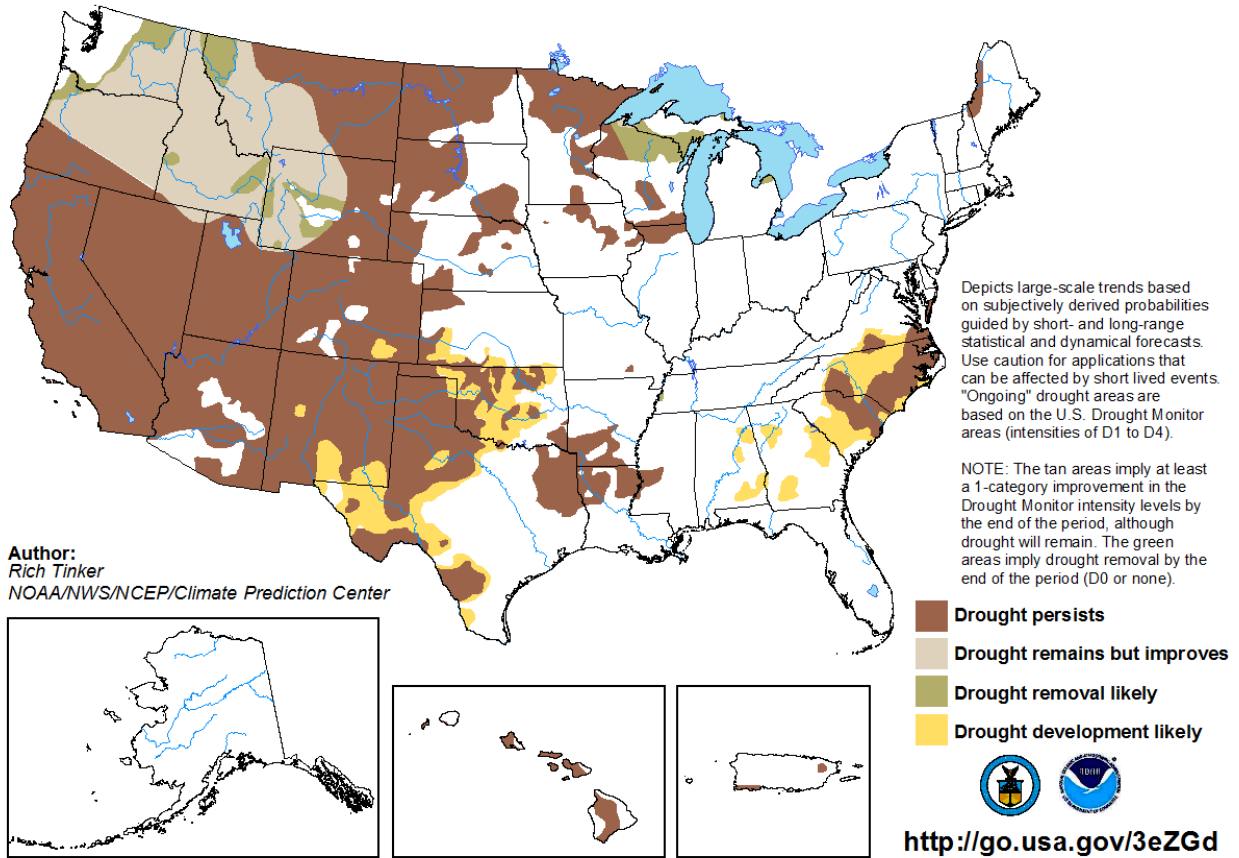 Depicts large-scale trends based
on subjectively derived probabilities
guided by short- and long-range
statistical and dynamical forecasts.
Use caution for applications that
can be affected by short lived events.
"Ongoing" drought areas are
based on the U.S. Drought Monitor
areas (intensities of D1 to D4).
NOTE: The tan areas imply at least
a 1-category improvement in the
Drought Monitor intensity levels by
the end of the period, although
drought will remain. The green
areas imply drought removal by the
end of the period (D0 or none).
Author:
Rich Tinker
NOAA/NWS/NCEP/Climate Prediction Center
Drought persists
Drought remains but improves
Drought removal likely
Drought development likely
http://go.usa.gov/3eZGd